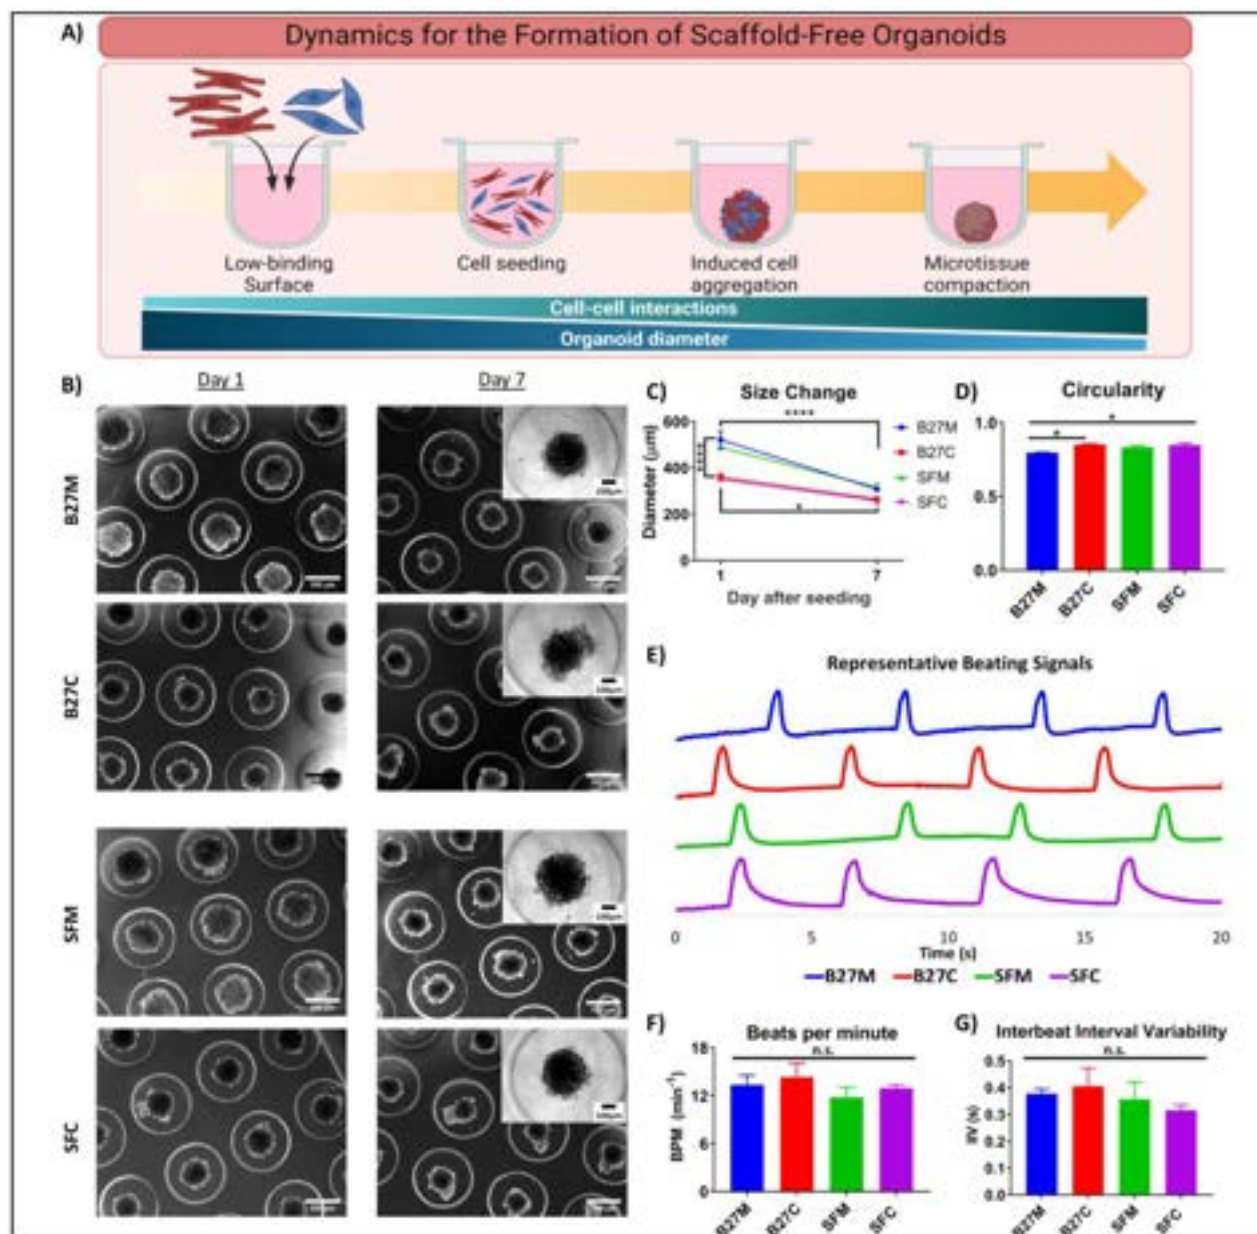 A)
Dynamics for the Formation of Scaffold-Free Organoids
Low-binding
Surface
Cell seeding
Induced cell
aggregation
Microtissue
compaction
Cell-cell interactions
Organoid diameter
B)
Day 1
Day 7
B27M
B27C
SFM
SFC
C)
Size Change
****
****
*
600
400
200
0
Diameter (μm)
1
7
Day after seeding
B27M
B27C
SFM
SFC
D)
Circularity
*
*
1.0
0.5
0.0
B27M
B27C
SFM
SFC
E)
Representative Beating Signals
0
5
10
15
20
Time (s)
B27M
B27C
SFM
SFC
F)
Beats per minute
n.s.
18
12
6
0
BPM (min⁻¹)
B27M
B27C
SFM
SFC
G)
Interbeat Interval Variability
n.s.
0.5
0.4
0.3
0.2
0.1
0.0
IIV (s)
B27M
B27C
SFM
SFC